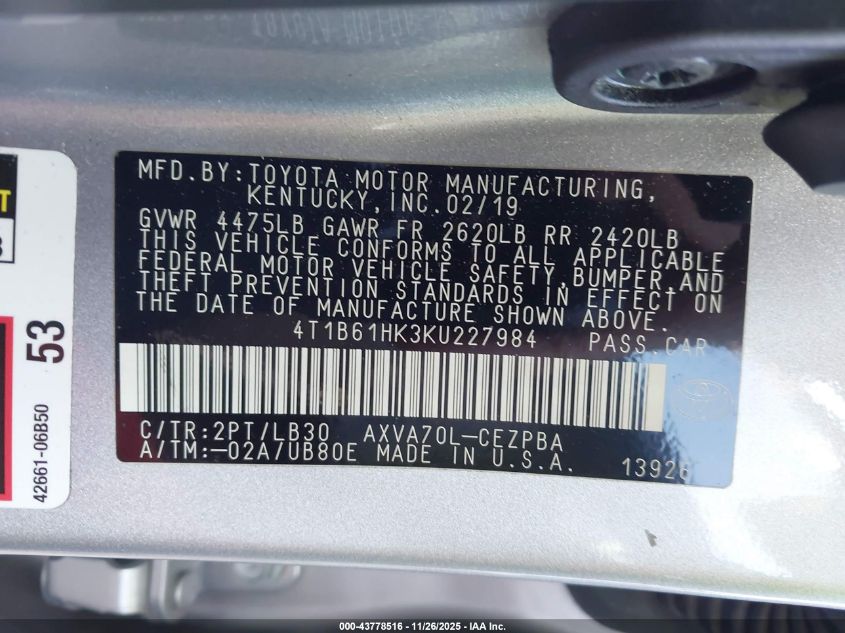 MFD.BY:TOYOTA MOTOR MANUFACTURING,
KENTUCKY,INC.02/19
GVWR 4475LB GAWR FR 2620LB RR 2420LB
THIS VEHICLE CONFORMS TO ALL APPLICABLE
FEDERAL MOTOR VEHICLE SAFETY,BUMPER,AND
THEFT PREVENTION STANDARDS IN EFFECT ON
THE DATE OF MANUFACTURE SHOWN ABOVE.
4T1B61HK3KU227984 PASS.CAR
C/TR:2PT/LB30 AXVA70L-CEZPBA
A/TM:-02A/UB80E MADE IN U.S.A. 13926
53
42661-06B50
000-43778516 - 11/26/2025 - IAA Inc.